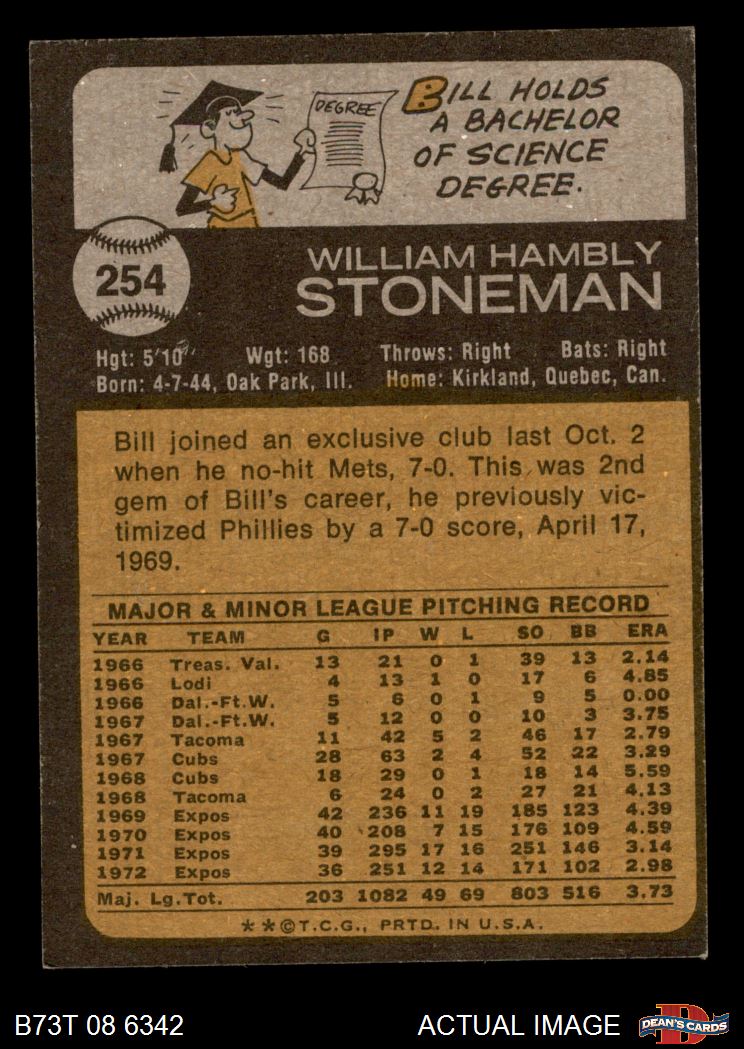 DEGREE
BILL HOLDS
A BACHELOR
OF SCIENCE
DEGREE.
254
WILLIAM HAMBLY
STONEMAN
Hgt: 5'10" Wgt: 168 Throws: Right Bats: Right
Born: 4-7-44, Oak Park, Ill. Home: Kirkland, Quebec, Can.
Bill joined an exclusive club last Oct. 2
when he no-hit Mets, 7-0. This was 2nd
gem of Bill's career, he previously vic-
timized Phillies by a 7-0 score, April 17,
1969.
MAJOR & MINOR LEAGUE PITCHING RECORD
YEAR TEAM G IP W L SO BB ERA
1966 Treas. Val. 13 21 0 1 39 13 2.14
1966 Lodi 4 13 1 0 17 6 4.85
1966 Dal.-Ft.W. 5 6 0 1 9 5 0.00
1967 Dal.-Ft.W. 5 12 0 0 10 3 3.75
1967 Tacoma 11 42 5 2 46 17 2.79
1967 Cubs 28 63 2 4 52 22 3.29
1968 Cubs 18 29 0 1 18 14 5.59
1968 Tacoma 6 24 0 2 27 21 4.13
1969 Expos 42 236 11 19 185 123 4.39
1970 Expos 40 208 7 15 176 109 4.59
1971 Expos 39 295 17 16 251 146 3.14
1972 Expos 36 251 12 14 171 102 2.98
Maj. Lg.Tot. 203 1082 49 69 803 516 3.73
**©T.C.G., PRTD. IN U.S.A.
B73T 08 6342 ACTUAL IMAGE DEAN'S CARDS